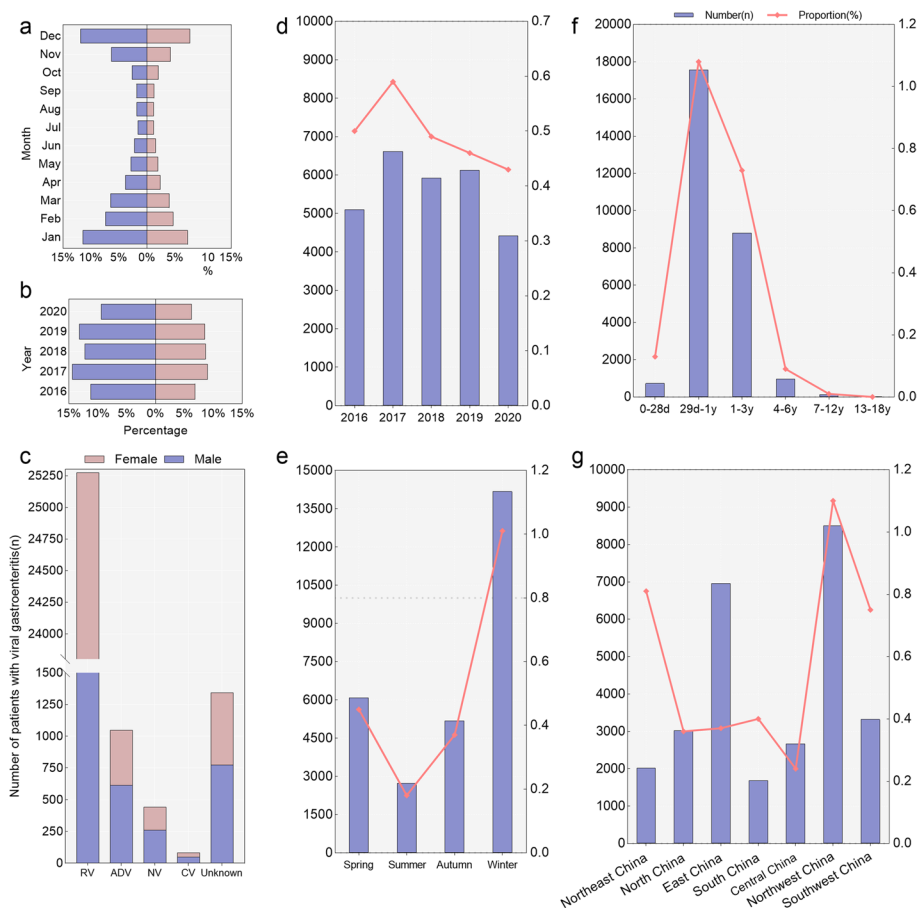 a
Month
Dec
Nov
Oct
Sep
Aug
Jul
Jun
May
Apr
Mar
Feb
Jan
15% 10% 5% 0% 5% 10% 15%
%
b
Year
2020
2019
2018
2017
2016
15% 10% 5% 0% 5% 10% 15%
Percentage
c
Female Male
Number of patients with viral gastroenteritis(n)
25250
25000
24750
24500
24250
24000
1500
1250
1000
750
500
250
0
RV ADV NV CV Unknown
d
10000 0.7
9000
8000 0.6
7000 0.5
6000 0.4
5000
4000 0.3
3000 0.2
2000
1000 0.1
0 0.0
2016 2017 2018 2019 2020
e
15000 1.2
13500
12000 1.0
10500
9000 0.8
7500 0.6
6000
4500 0.4
3000 0.2
1500
0 0.0
Spring Summer Autumn Winter
f
Number(n) Proportion(%)
20000 1.2
18000
16000 1.0
14000 0.8
12000
10000 0.6
8000
6000 0.4
4000 0.2
2000
0 0.0
0-28d 29d-1y 1-3y 4-6y 7-12y 13-18y
g
10000 1.2
9000
8000 1.0
7000 0.8
6000
5000 0.6
4000
3000 0.4
2000 0.2
1000
0 0.0
Northeast China North China East China South China Central China Northwest China Southwest China